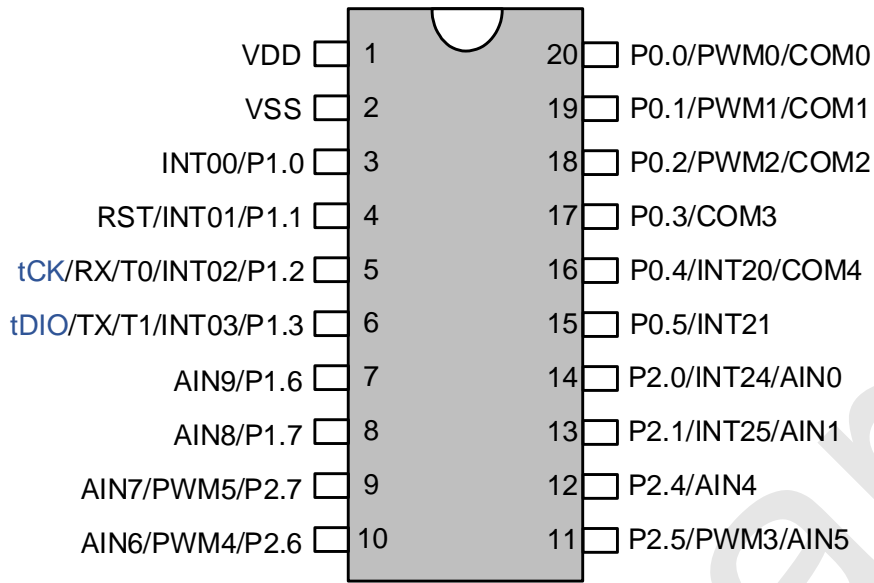 VDD 1 20 P0.0/PWM0/COM0
VSS 2 19 P0.1/PWM1/COM1
INT00/P1.0 3 18 P0.2/PWM2/COM2
RST/INT01/P1.1 4 17 P0.3/COM3
tCK/RX/T0/INT02/P1.2 5 16 P0.4/INT20/COM4
tDIO/TX/T1/INT03/P1.3 6 15 P0.5/INT21
AIN9/P1.6 7 14 P2.0/INT24/AIN0
AIN8/P1.7 8 13 P2.1/INT25/AIN1
AIN7/PWM5/P2.7 9 12 P2.4/AIN4
AIN6/PWM4/P2.6 10 11 P2.5/PWM3/AIN5